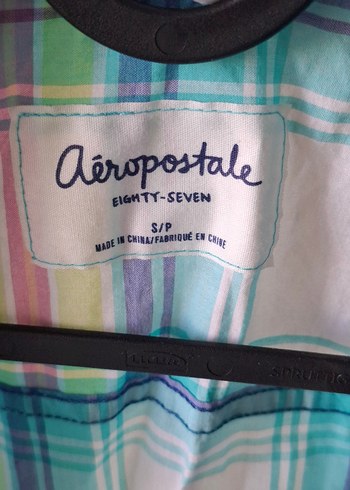 aéropostale
EIGHTY-SEVEN
S/P
MADE IN CHINA/FABRIQUÉ EN CHINE